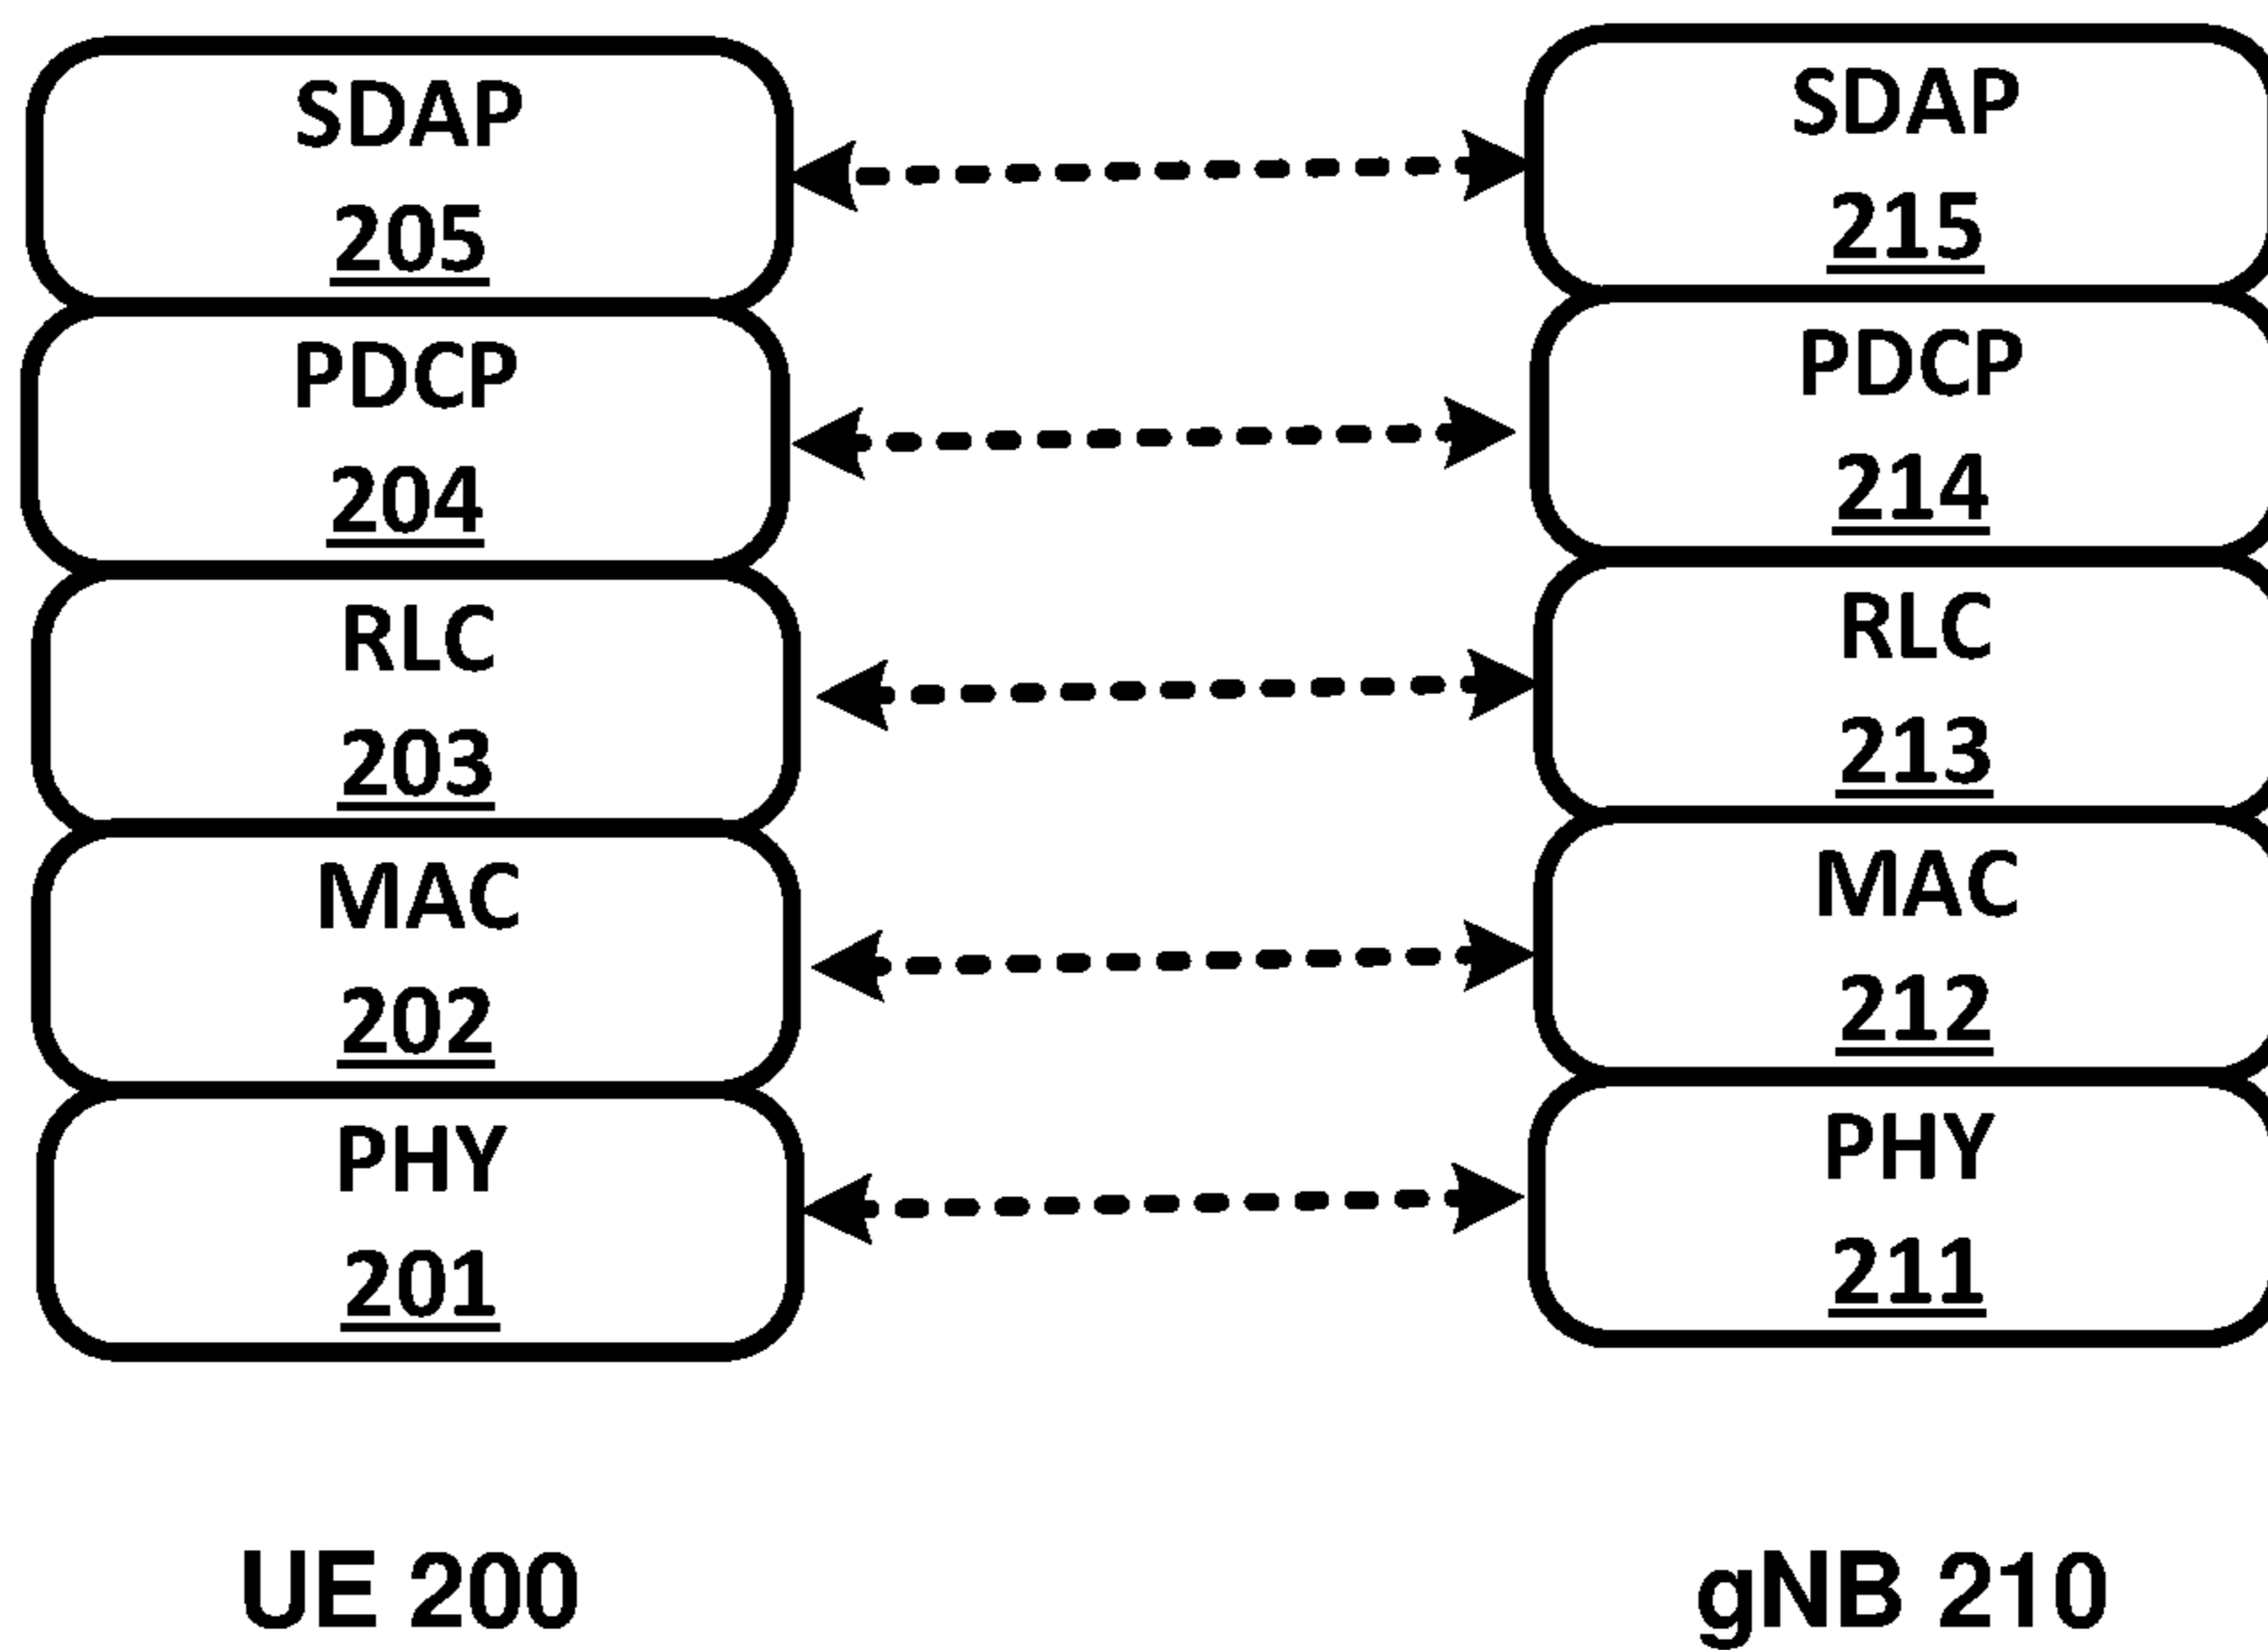 SDAP
205
PDCP
204
RLC
203
MAC
202
PHY
201
UE 200
SDAP
215
PDCP
214
RLC
213
MAC
212
PHY
211
gNB 210